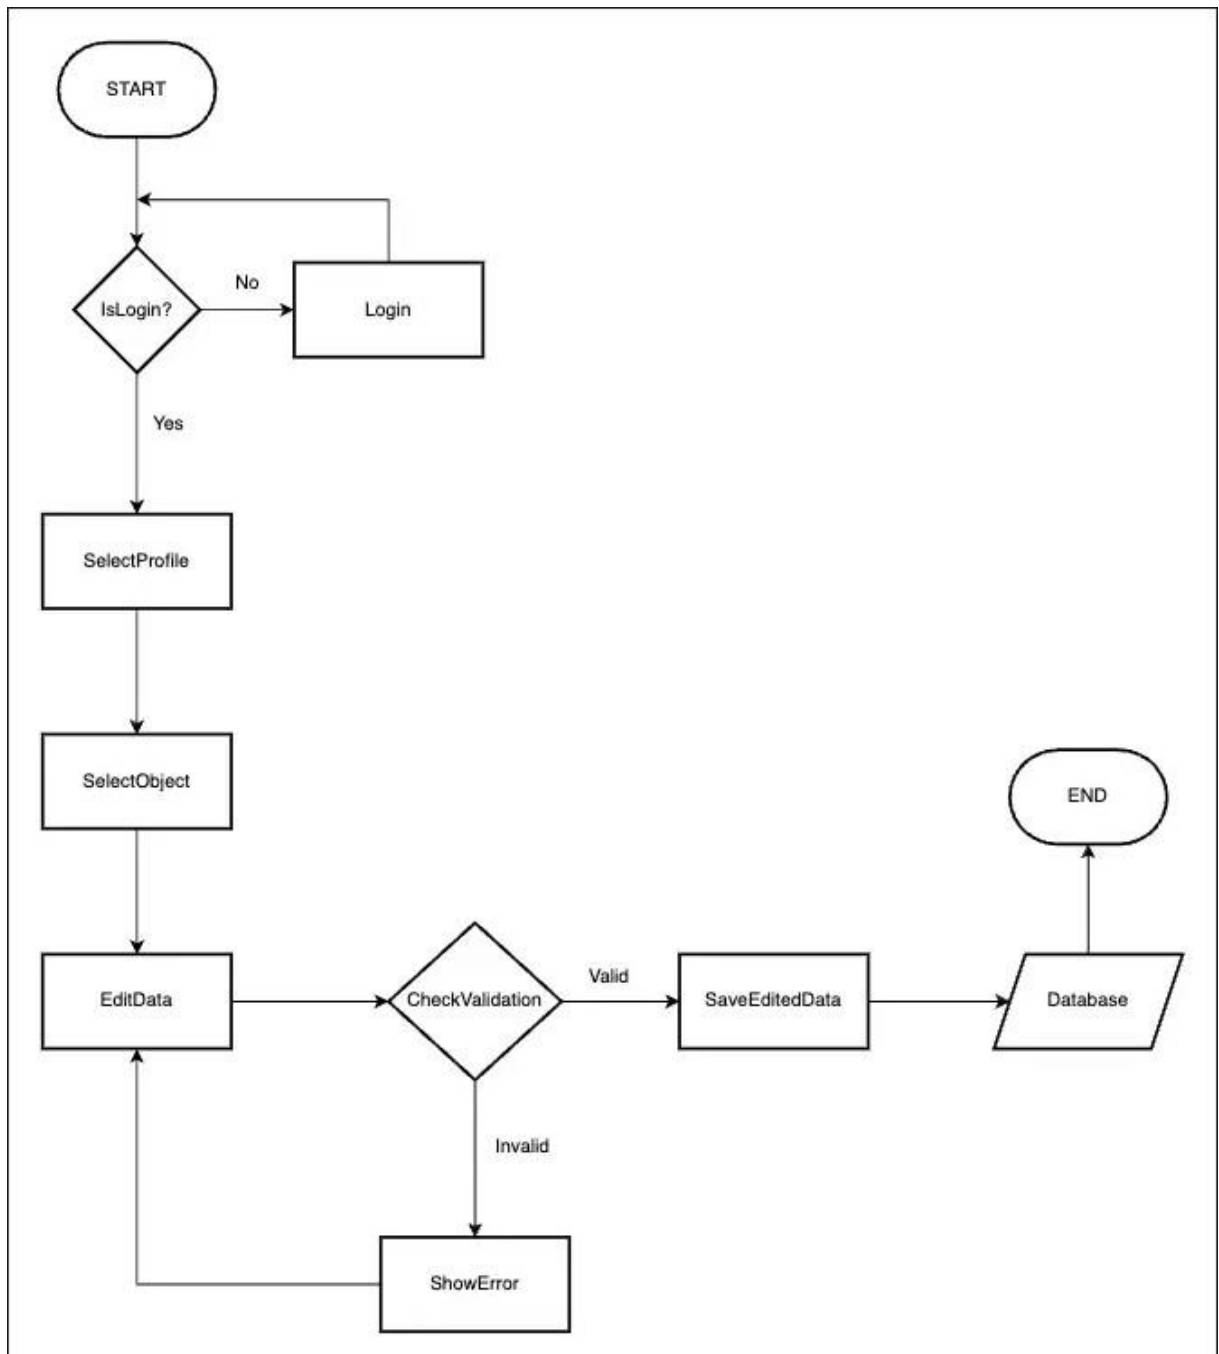 START
No
IsLogin?
Login
Yes
SelectProfile
SelectObject
END
EditData
CheckValidation
Valid
SaveEditedData
Database
Invalid
ShowError